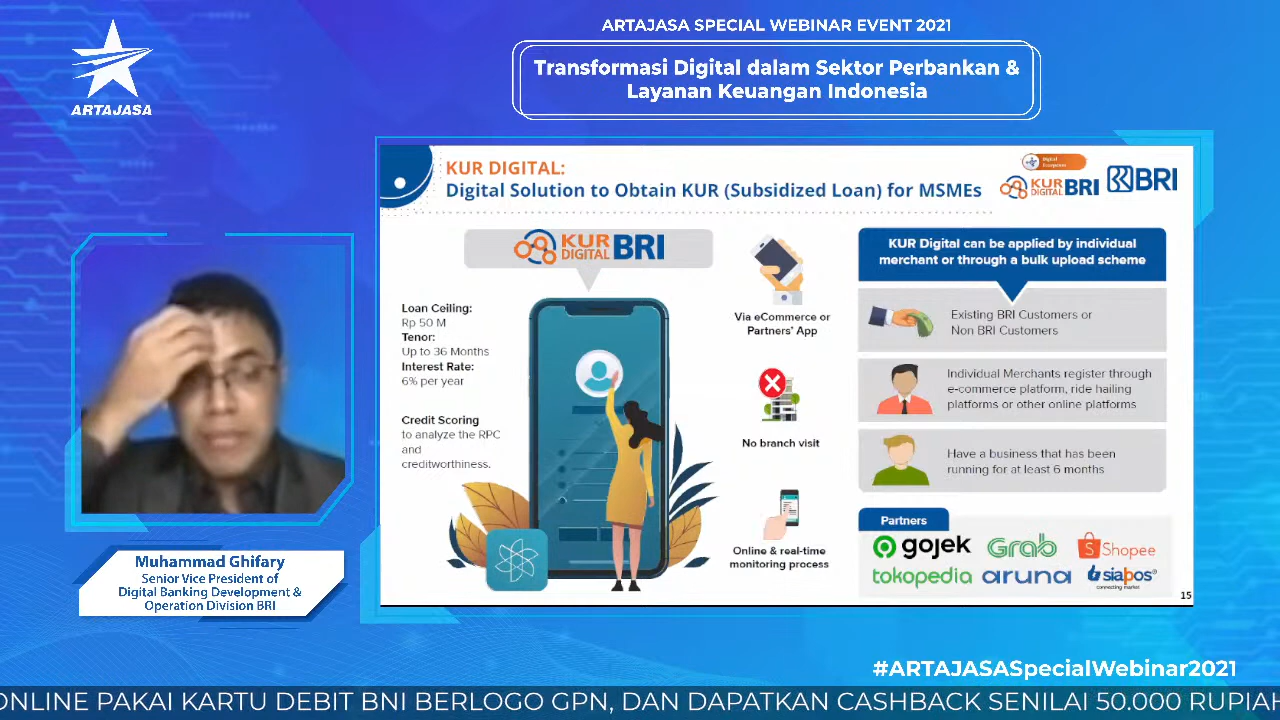 ARTAJASA SPECIAL WEBINAR EVENT 2021
Transformasi Digital dalam Sektor Perbankan &
Layanan Keuangan Indonesia
ARTAJASA
KUR DIGITAL:
Digital Solution to Obtain KUR (Subsidized Loan) for MSMEs
Digital
Ecosystem
KUR DIGITAL BRI
BRI
KUR DIGITAL BRI
Loan Ceiling:
Rp 50 M
Tenor:
Up to 36 Months
Interest Rate:
6% per year
Credit Scoring
to analyze the RPC
and
creditworthiness.
Via eCommerce or
Partners' App
No branch visit
Online & real-time
monitoring process
KUR Digital can be applied by individual
merchant or through a bulk upload scheme
Existing BRI Customers or
Non BRI Customers
Individual Merchants register through
e-commerce platform, ride hailing
platforms or other online platforms
Have a business that has been
running for at least 6 months
Partners
gojek Grab Shopee
tokopedia aruna siapos®
connecting market
15
Muhammad Ghifary
Senior Vice President of
Digital Banking Development &
Operation Division BRI
#ARTAJASASpecialWebinar2021
ONLINE PAKAI KARTU DEBIT BNI BERLOGO GPN, DAN DAPATKAN CASHBACK SENILAI 50.000 RUPIAH